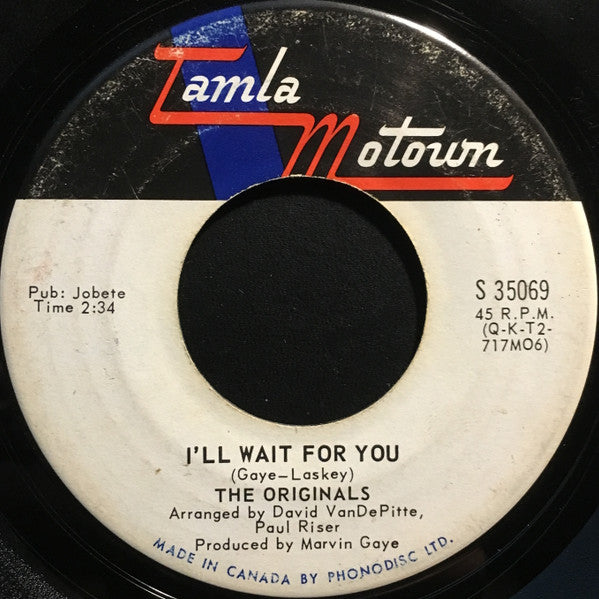 Tamla
Motown
Pub: Jobete
Time 2:34
S 35069
45 R.P.M.
(Q-K-T2-
717MO6)
I'LL WAIT FOR YOU
(Gaye-Laskey)
THE ORIGINALS
Arranged by David VanDePitte,
Paul Riser
Produced by Marvin Gaye
MADE IN CANADA BY PHONODISC LTD.